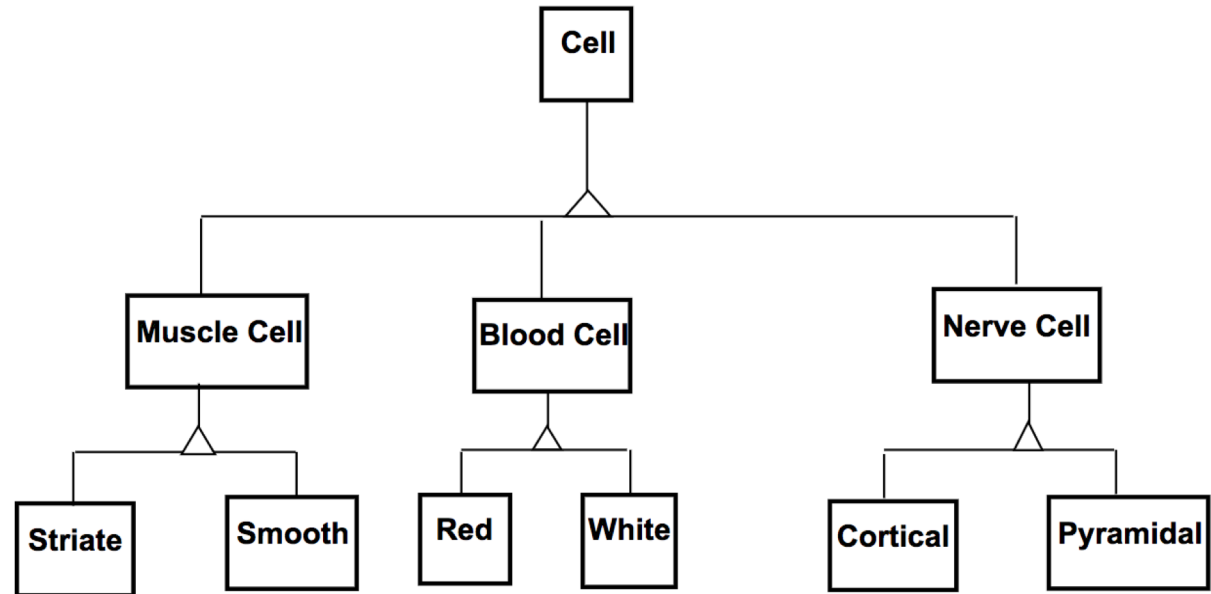 Cell
Muscle Cell
Blood Cell
Nerve Cell
Striate
Smooth
Red
White
Cortical
Pyramidal